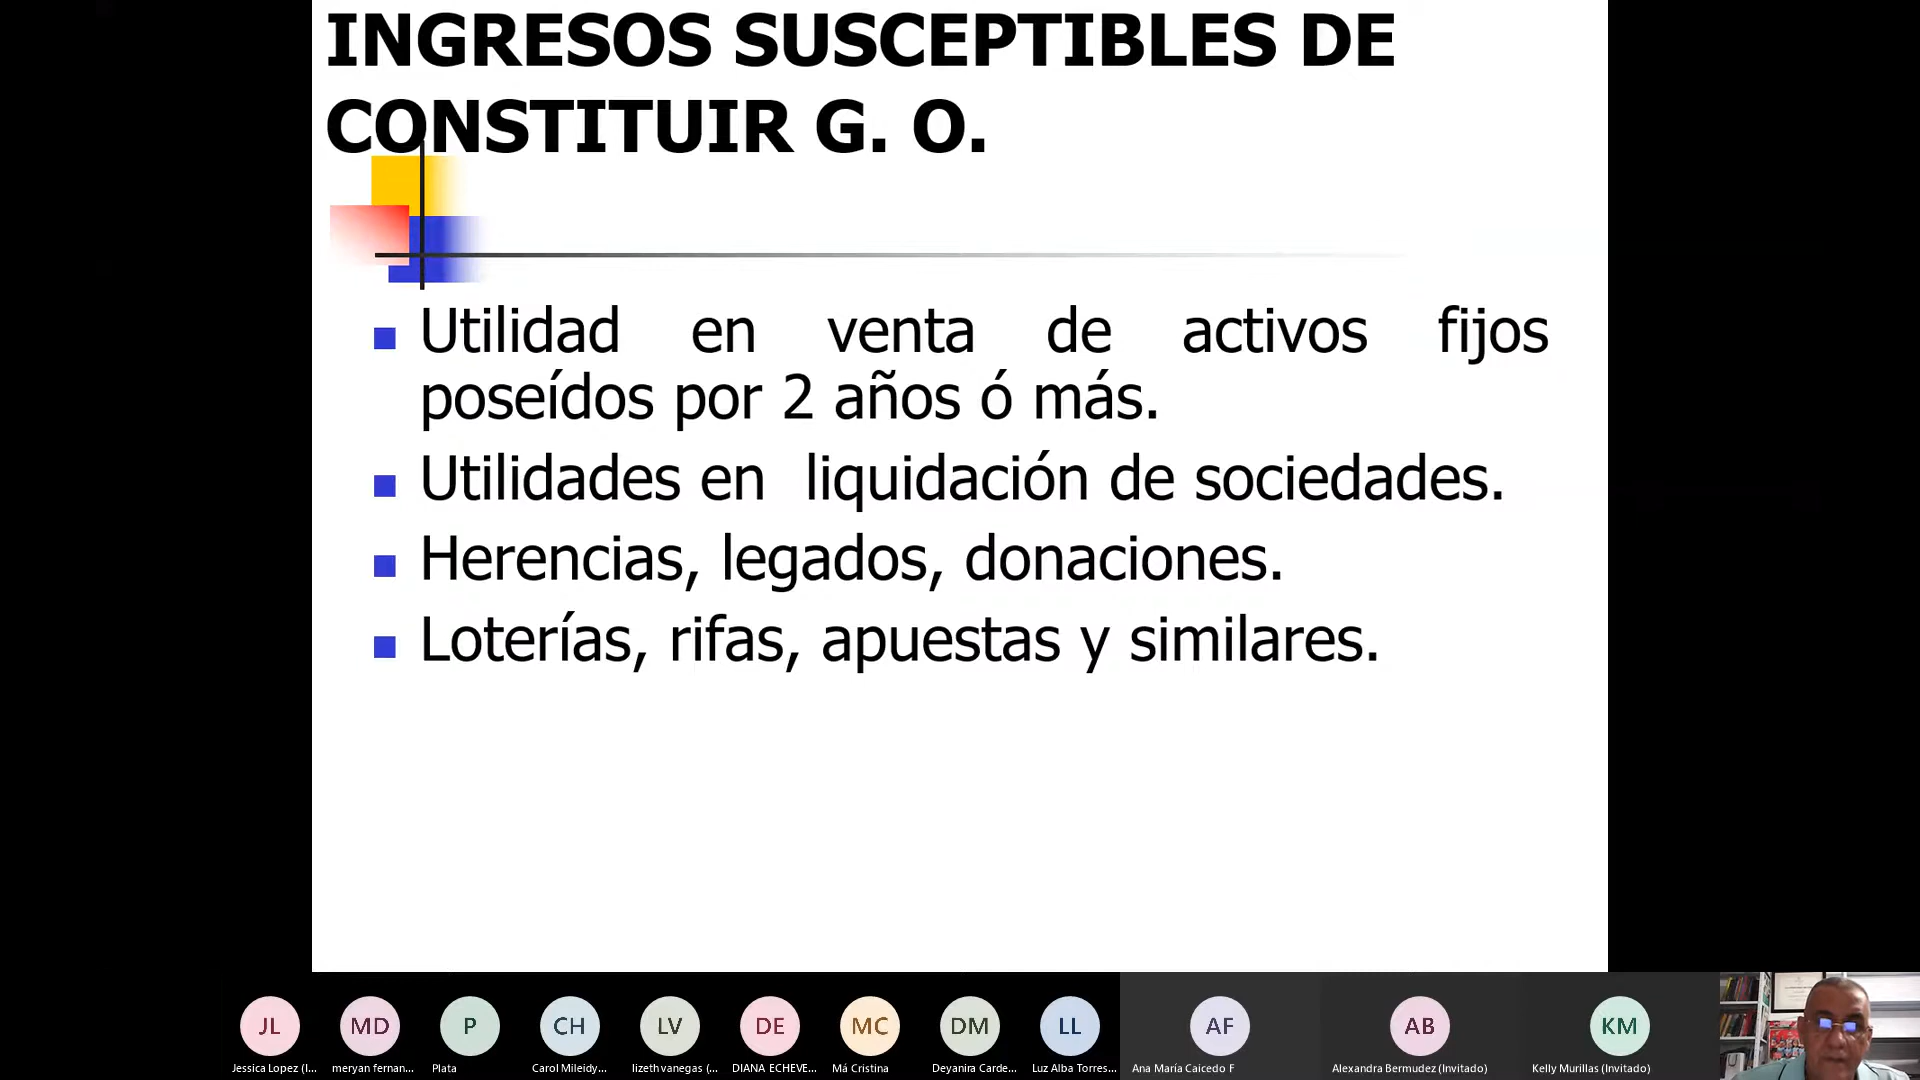 INGRESOS SUSCEPTIBLES DE
CONSTITUIR G. O.
Utilidad en venta de activos fijos
poseídos por 2 años ó más.
Utilidades en liquidación de sociedades.
Herencias, legados, donaciones.
Loterías, rifas, apuestas y similares.
JL MD P CH LV DE MC DM LL AF AB KM
Jessica Lopez (I... meryan fernan... Plata Carol Mileidy... lizeth vanegas (... DIANA ECHEVE... Má Cristina Deyanira Carde... Luz Alba Torres... Ana María Caicedo F Alexandra Bermudez (Invitado) Kelly Murillas (Invitado)